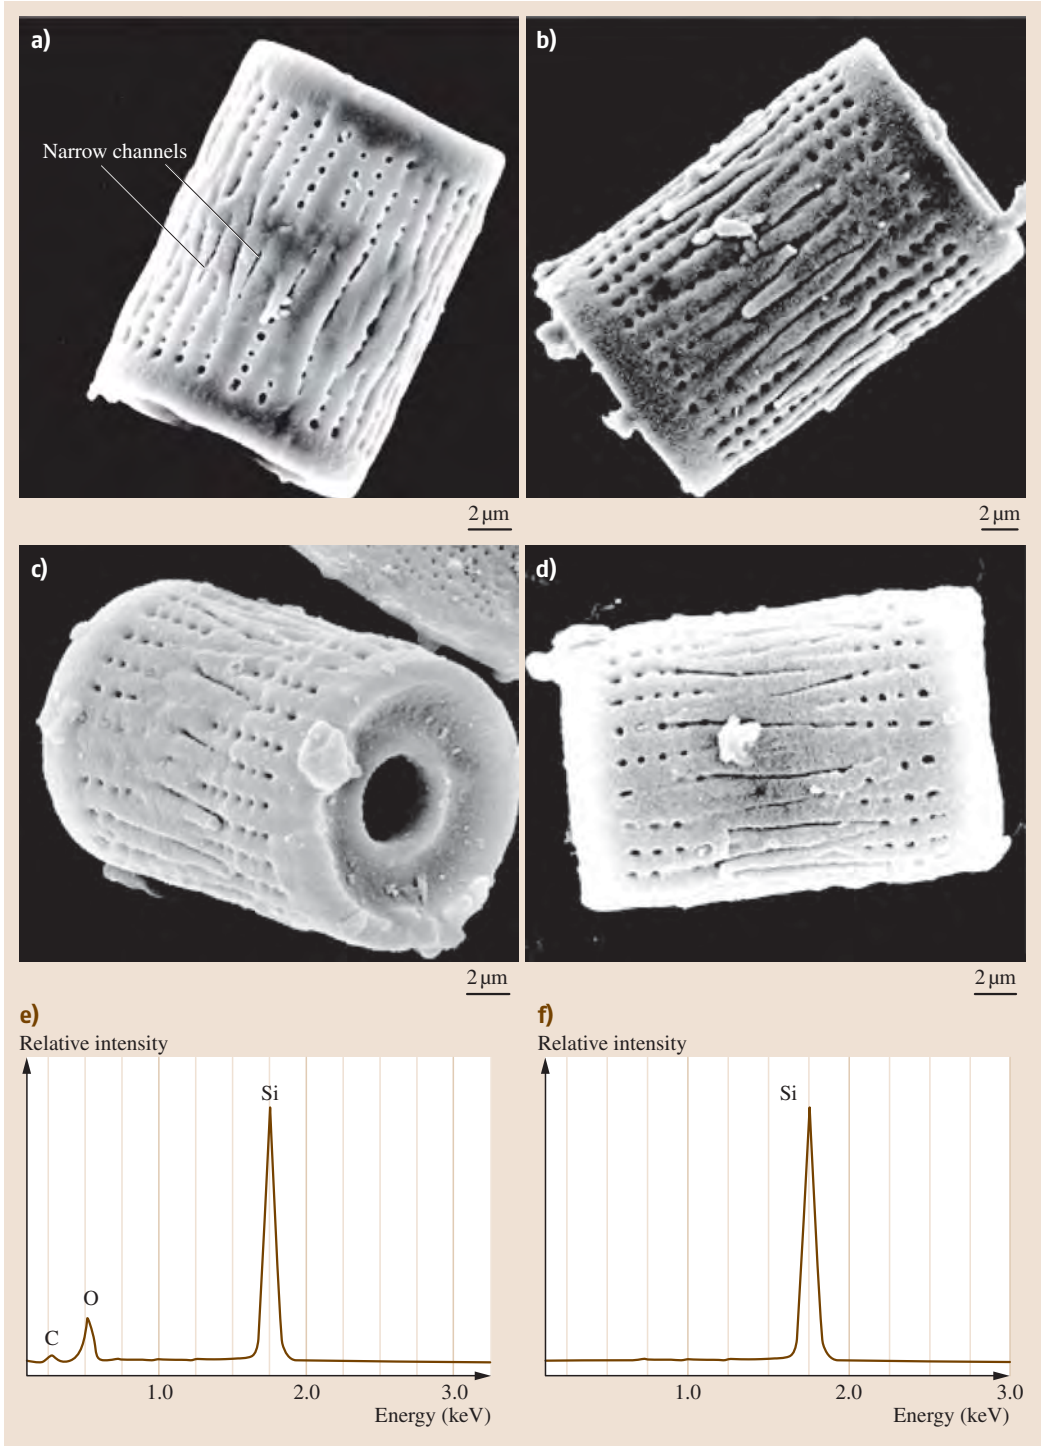 a)
b)
Narrow channels
2 µm
2 µm
c)
d)
2 µm
2 µm
e)
f)
Relative intensity
Relative intensity
Si
Si
O
C
1.0
2.0
3.0
1.0
2.0
3.0
Energy (keV)
Energy (keV)